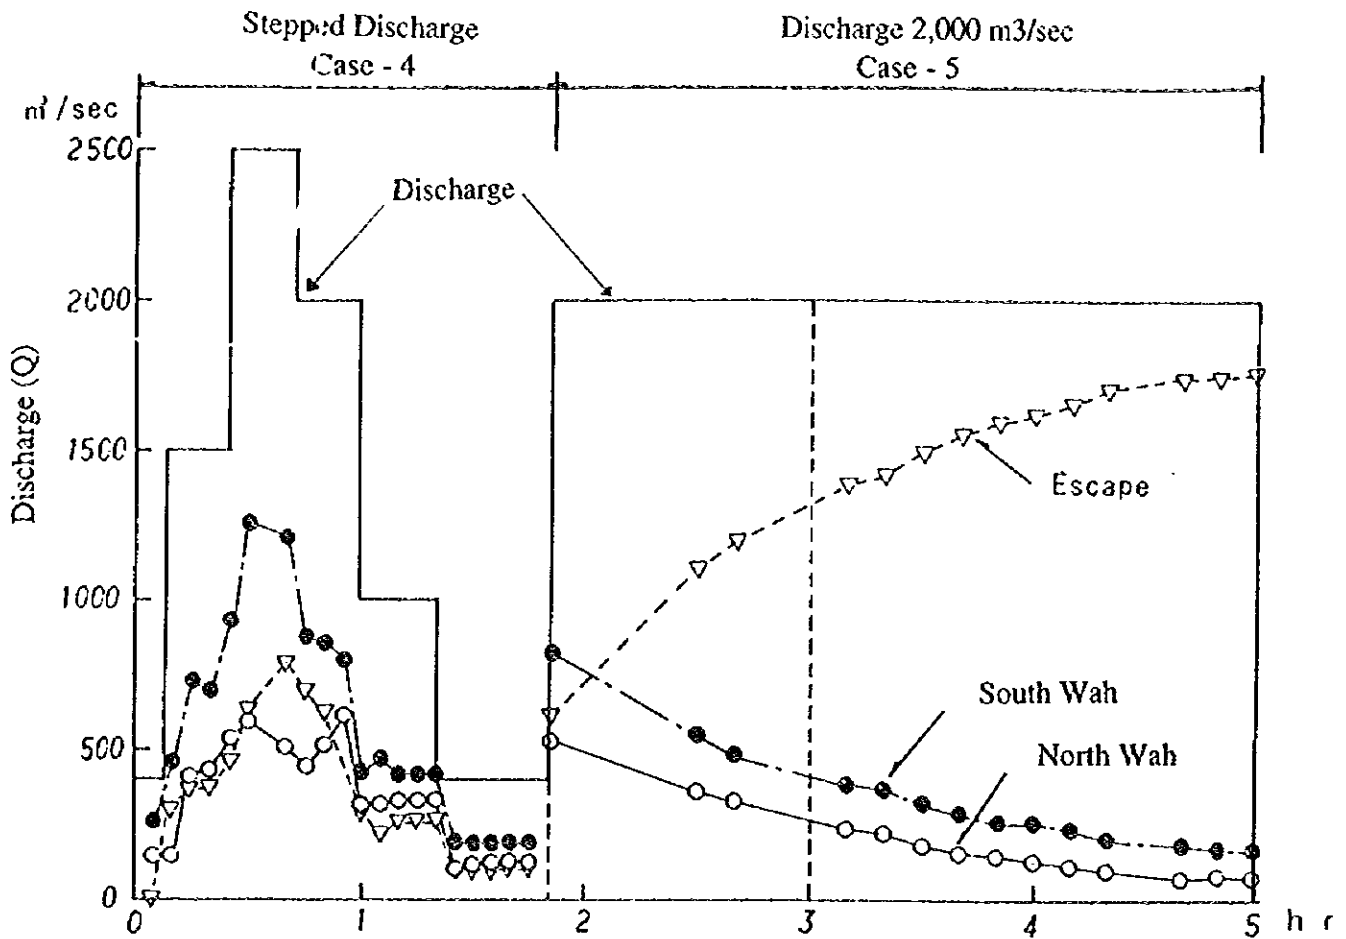 Stepped Discharge
Case - 4
Discharge 2,000 m3/sec
Case - 5
m³/sec
2500
2000
1500
1000
500
0
Discharge (Q)
Discharge
Escape
South Wah
North Wah
0 1 2 3 4 5 hr